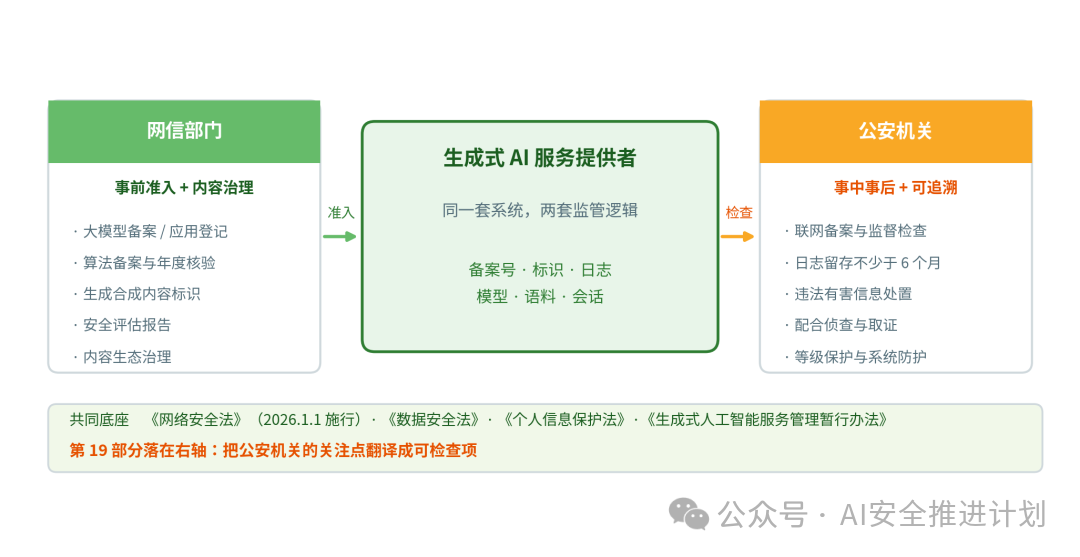 网信部门
事前准入 + 内容治理
· 大模型备案 / 应用登记
· 算法备案与年度核验
· 生成合成内容标识
· 安全评估报告
· 内容生态治理
准入
生成式 AI 服务提供者
同一套系统，两套监管逻辑
备案号 · 标识 · 日志
模型 · 语料 · 会话
检查
公安机关
事中事后 + 可追溯
· 联网备案与监督检查
· 日志留存不少于 6 个月
· 违法有害信息处置
· 配合侦查与取证
· 等级保护与系统防护
共同底座 《网络安全法》（2026.1.1 施行）· 《数据安全法》· 《个人信息保护法》·《生成式人工智能服务管理暂行办法》
第 19 部分落在右轴：把公安机关的关注点翻译成可检查项
公众号 · AI安全推进计划